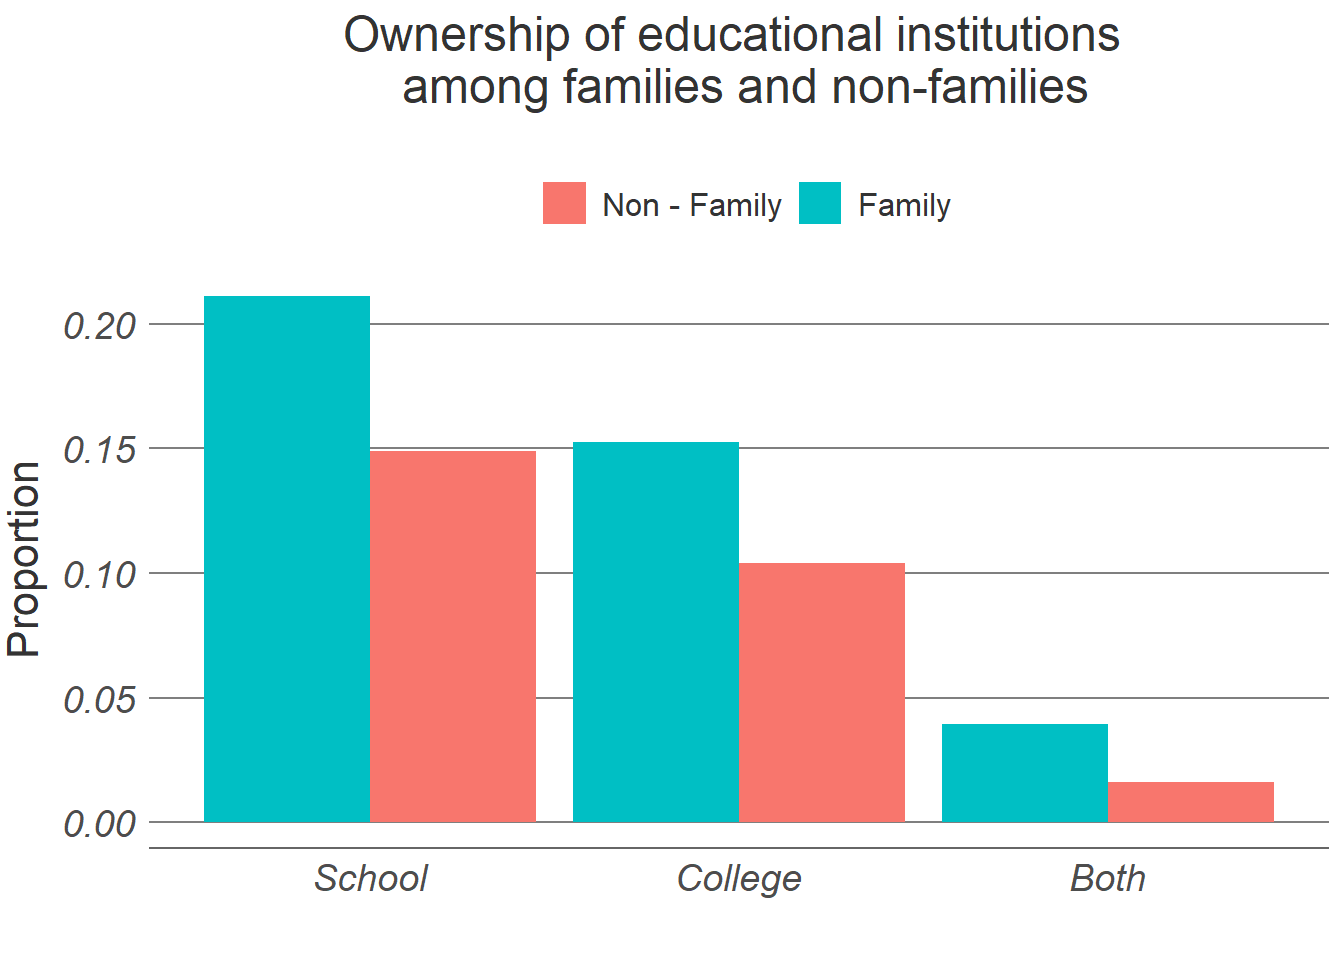 Ownership of educational institutions
among families and non-families
Non - Family
Family
Proportion
0.20
0.15
0.10
0.05
0.00
School
College
Both